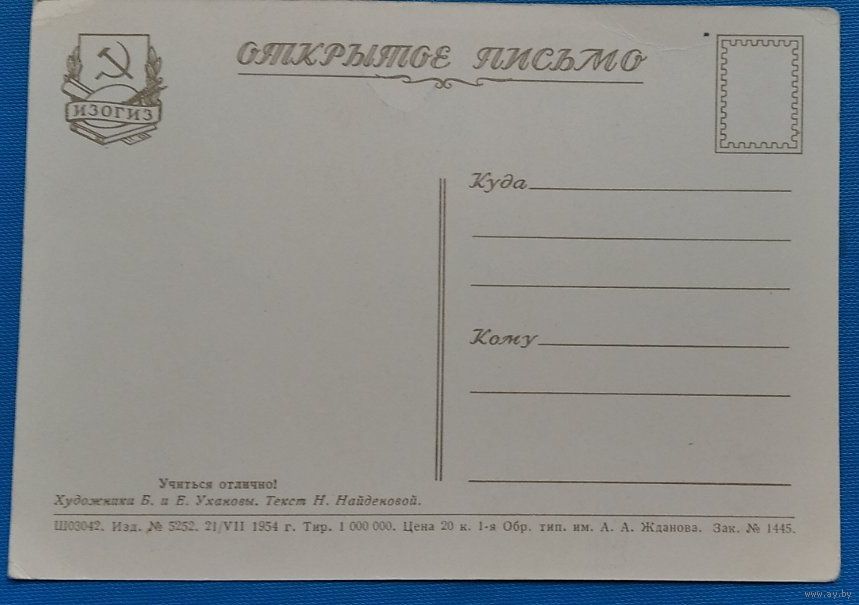 ИЗОГИЗ
ОТКРЫТОЕ ПИСЬМО
Куда
Кому
Учиться отлично!
Художники Б. и Е. Ухановы. Текст Н. Найденовой.
Ш03042. Изд. № 5252. 21/VII 1954 г. Тир. 1 000 000. Цена 20 к. 1-я Обр. тип. им. А. А. Жданова. Зак. № 1445.
www.ay.by